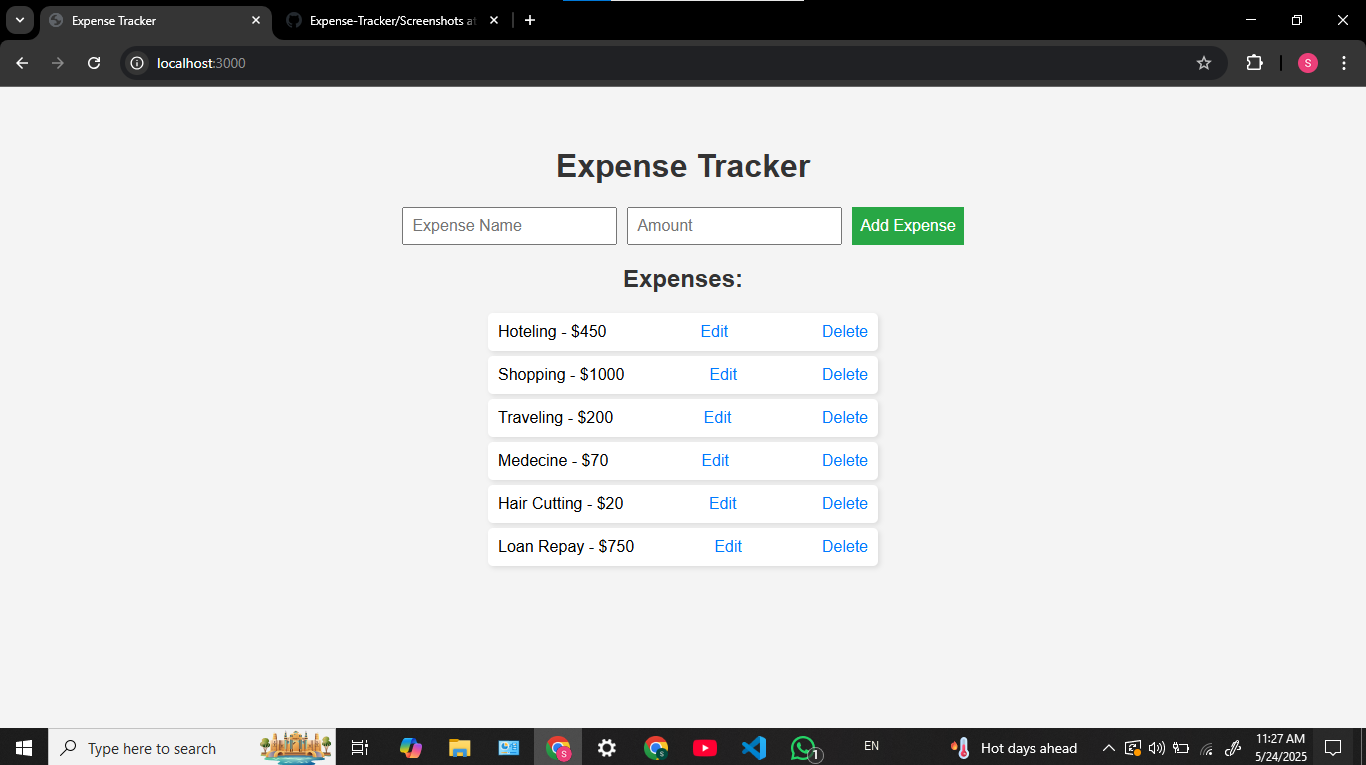 Expense Tracker
Expense-Tracker/Screenshots at
localhost:3000
S
Expense Tracker
Expense Name Amount Add Expense
Expenses:
Hoteling - $450 Edit Delete
Shopping - $1000 Edit Delete
Traveling - $200 Edit Delete
Medecine - $70 Edit Delete
Hair Cutting - $20 Edit Delete
Loan Repay - $750 Edit Delete
Type here to search S S 1 EN Hot days ahead 11:27 AM
5/24/2025